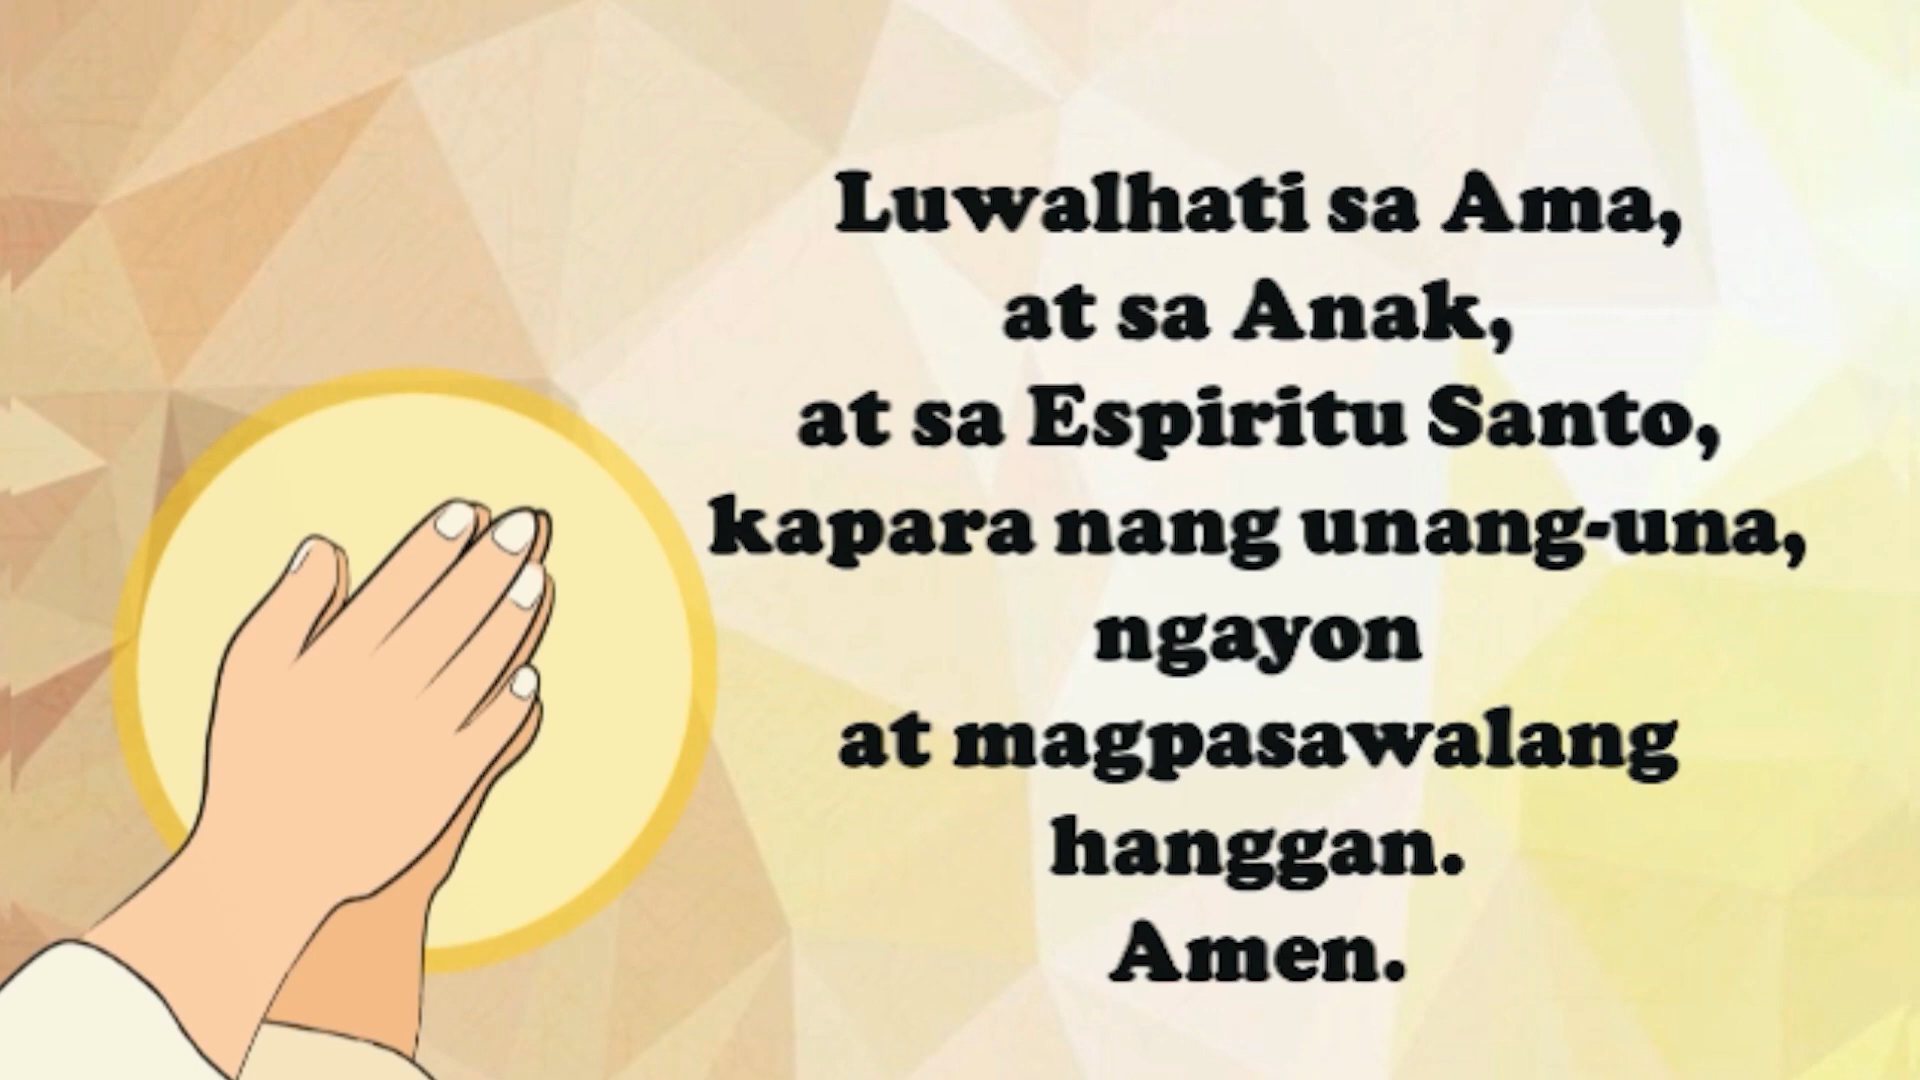 Luwalhati sa Ama,
at sa Anak,
at sa Espiritu Santo,
kapara nang unang-una,
ngayon
at magpasawalang
hanggan.
Amen.